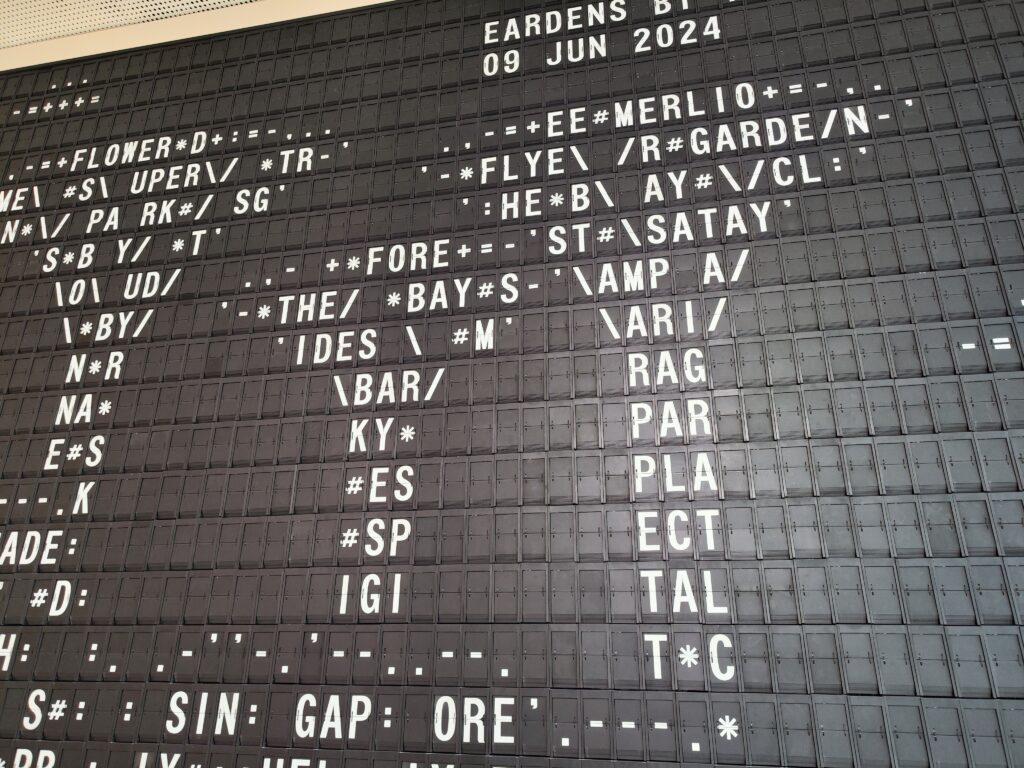 EARDENS BY
09 JUN 2024
...
-=+++=
.-=+FLOWER*D+:=-... ..-=+EE#MERLIO+=-..
ME\ #S\ UPER\/ *TR-' '-*FLYE\ /R#GARDE/N-'
N*\/ PA RK#/ SG' ':HE*B\ AY#\/CL:'
'S*B Y/ *T' ..- +*FORE+=-'ST#\SATAY'
\O\ UD/ '-*THE/ *BAY#S-'\AMP A/
\*BY/ 'IDES \ #M' \ARI/
N*R \BAR/ RAG -=
NA* KY* PAR
E#S #ES PLA
---.K #SP ECT
ADE: IGI TAL
#D: T*C
H: :. .-''-.'--..--.
S#: : SIN: GAP: ORE' .---.*